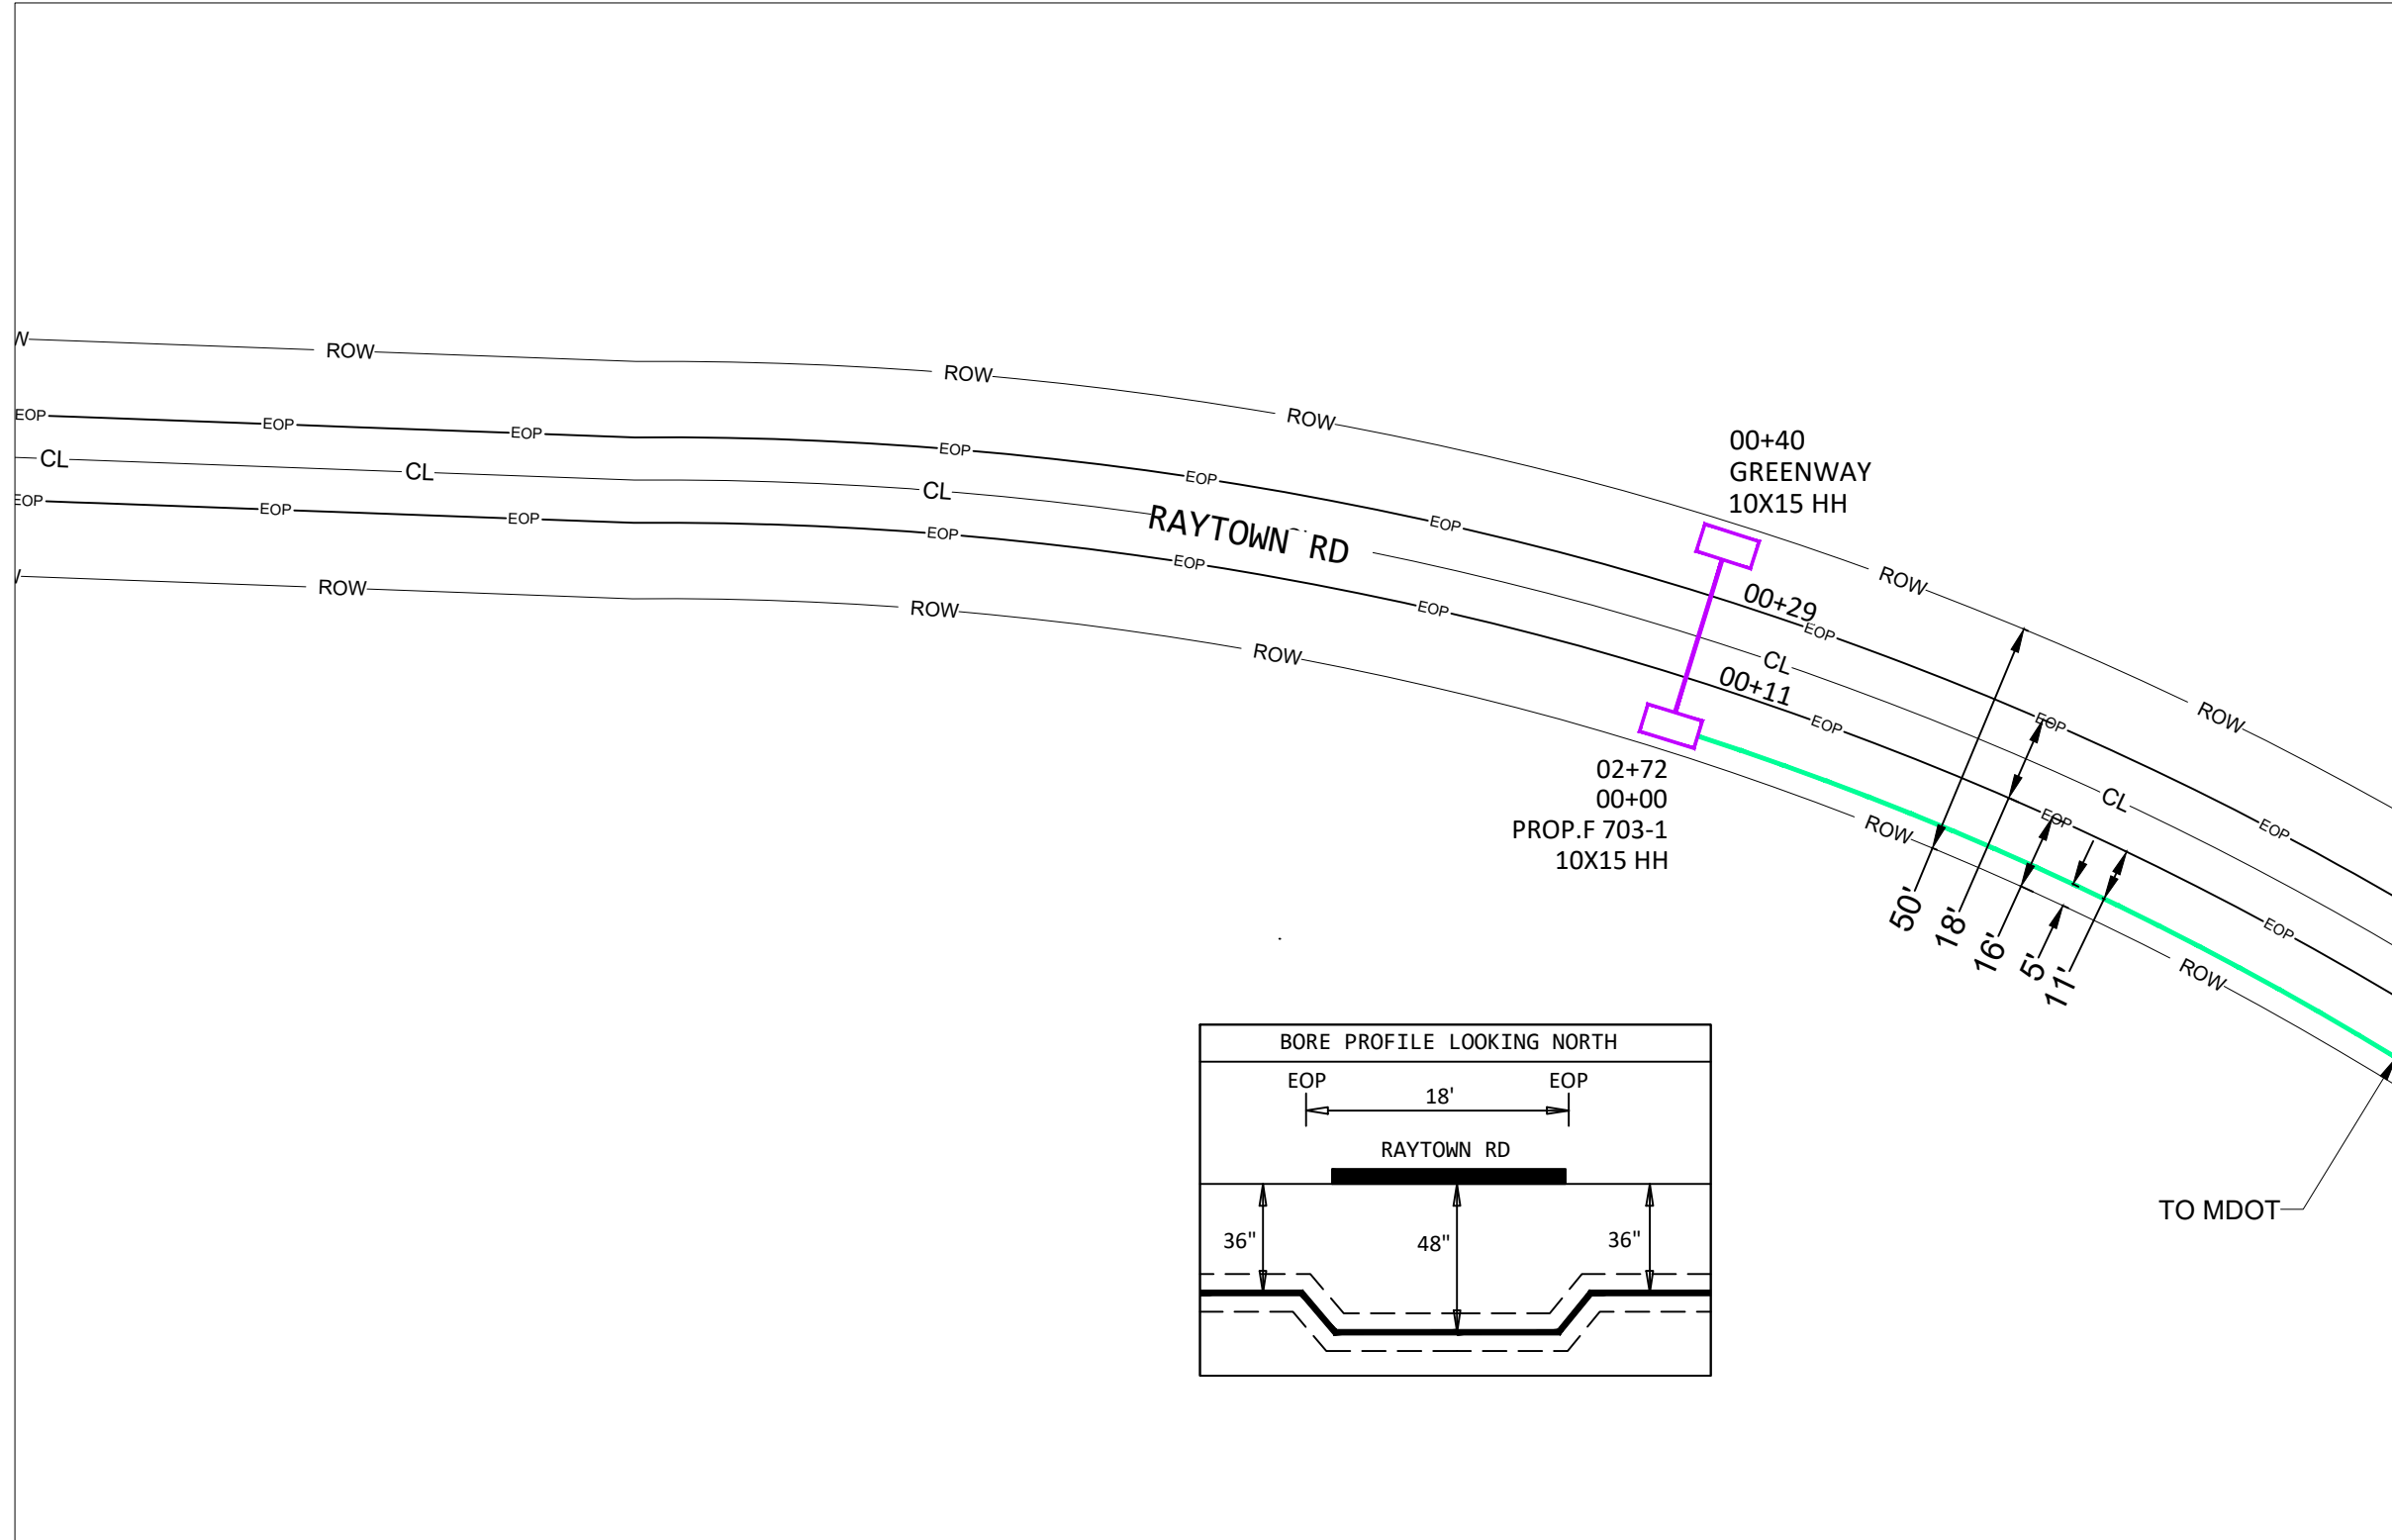 W
ROW
ROW
ROW
EOP
EOP
EOP
EOP
EOP
EOP
CL
CL
CL
EOP
EOP
EOP
EOP
EOP
EOP
RAYTOWN RD
ROW
ROW
ROW
00+40
GREENWAY
10X15 HH
00+29
EOP
CL
00+11
EOP
ROW
ROW
EOP
EOP
CL
EOP
EOP
ROW
ROW
02+72
00+00
PROP.F 703-1
10X15 HH
50'
18'
16'
5'
11'
BORE PROFILE LOOKING NORTH
EOP
EOP
18'
RAYTOWN RD
36"
48"
36"
TO MDOT